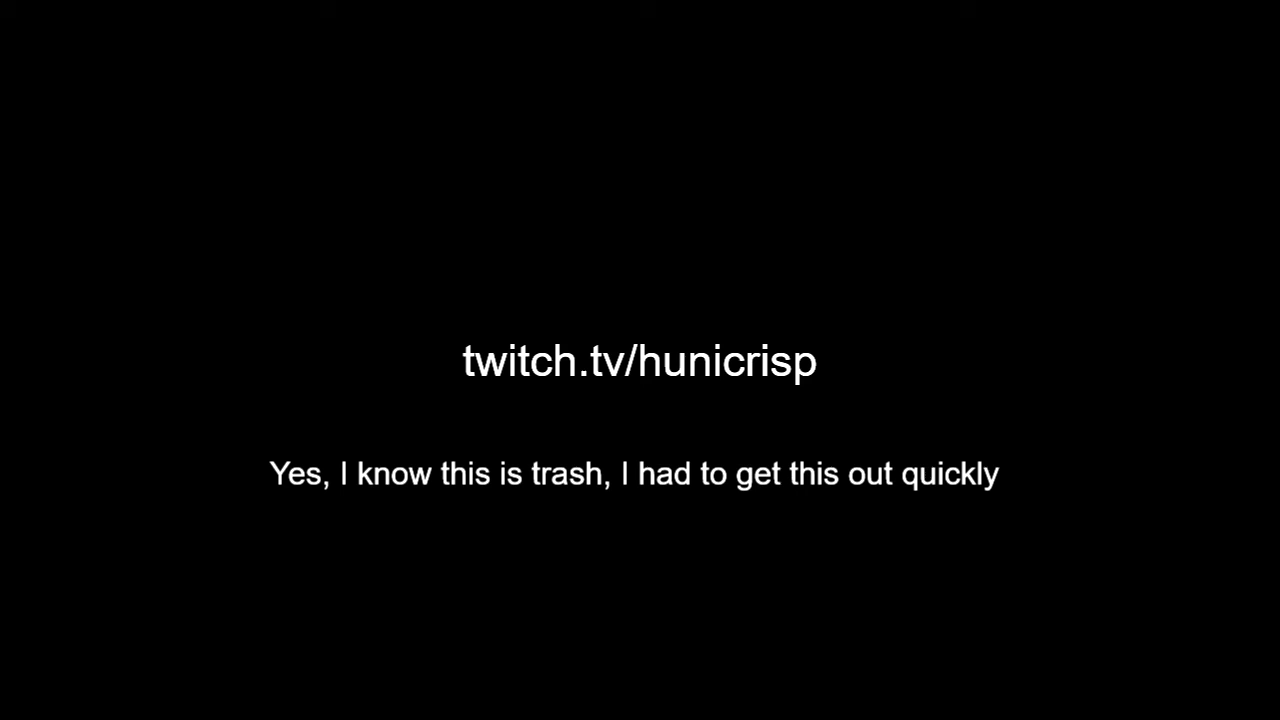 twitch.tv/hunicrisp
Yes, I know this is trash, I had to get this out quickly